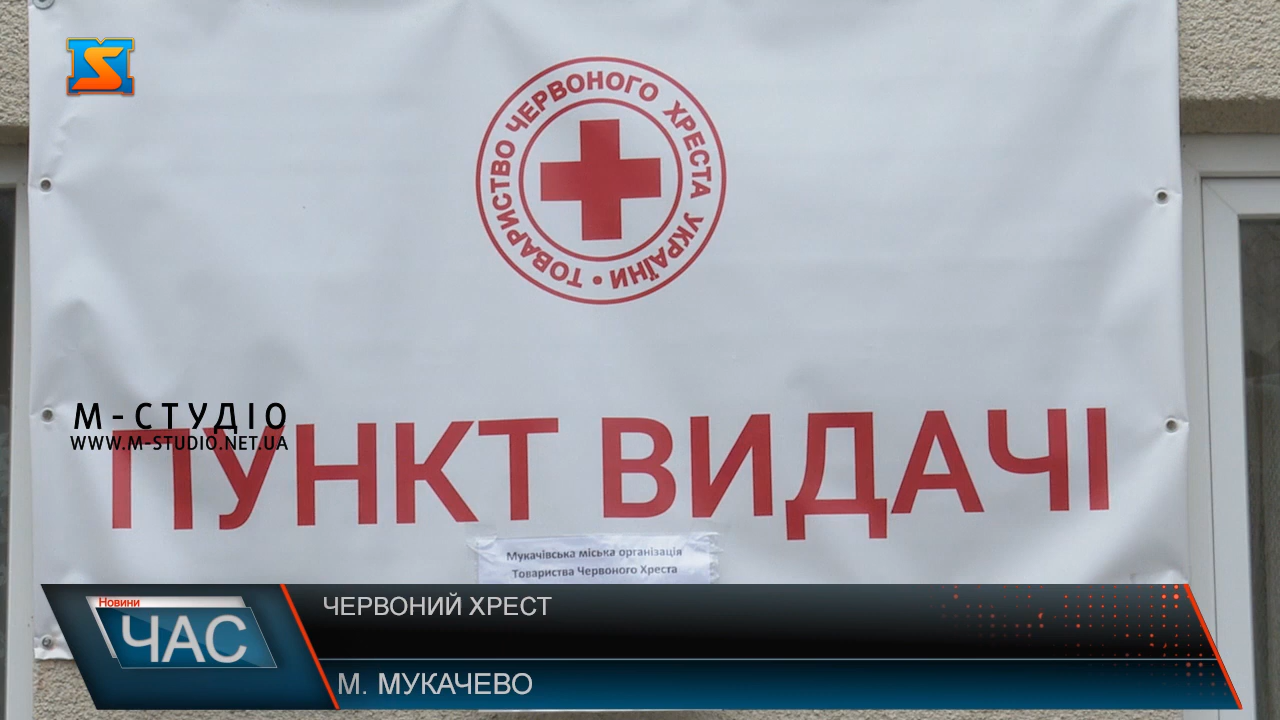 ТОВАРИСТВО ЧЕРВОНОГО ХРЕСТА УКРАЇНИ •
М-СТУДІО
WWW.M-STUDIO.NET.UA
ПУНКТ ВИДАЧІ
Мукачівська міська організація
Товариства Червоного Хреста
Новини
ЧАС
ЧЕРВОНИЙ ХРЕСТ
М. МУКАЧЕВО